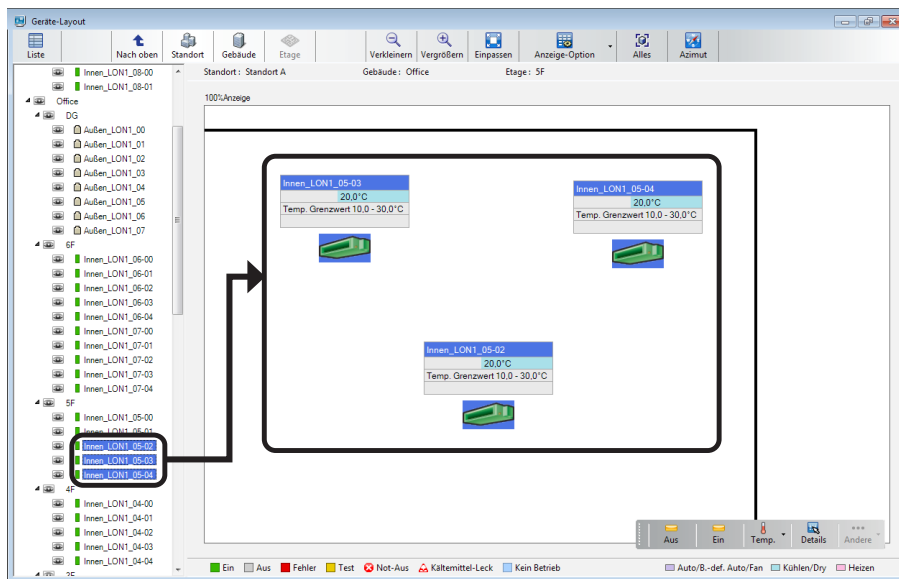 Geräte-Layout
Liste Nach oben Standort Gebäude Etage Verkleinern Vergrößern Einpassen Anzeige-Option Alles Azimut
Standort: Standort A Gebäude: Office Etage: 5F
100%Anzeige
Innen_LON1_08-00
Innen_LON1_08-01
Office
DG
Außen_LON1_00
Außen_LON1_01
Außen_LON1_02
Außen_LON1_03
Außen_LON1_04
Außen_LON1_05
Außen_LON1_06
Außen_LON1_07
6F
Innen_LON1_06-00
Innen_LON1_06-01
Innen_LON1_06-02
Innen_LON1_06-03
Innen_LON1_06-04
Innen_LON1_07-00
Innen_LON1_07-01
Innen_LON1_07-02
Innen_LON1_07-03
Innen_LON1_07-04
5F
Innen_LON1_05-00
Innen_LON1_05-01
Innen_LON1_05-02
Innen_LON1_05-03
Innen_LON1_05-04
4F
Innen_LON1_04-00
Innen_LON1_04-01
Innen_LON1_04-02
Innen_LON1_04-03
Innen_LON1_04-04
3F
Innen_LON1_05-03
20,0°C
Temp. Grenzwert 10,0 - 30,0°C
Innen_LON1_05-04
20,0°C
Temp. Grenzwert 10,0 - 30,0°C
Innen_LON1_05-02
20,0°C
Temp. Grenzwert 10,0 - 30,0°C
Aus Ein Temp. Details Andere
Ein Aus Fehler Test Not-Aus Kältemittel-Leck Kein Betrieb Auto/B.-def. Auto/Fan Kühlen/Dry Heizen